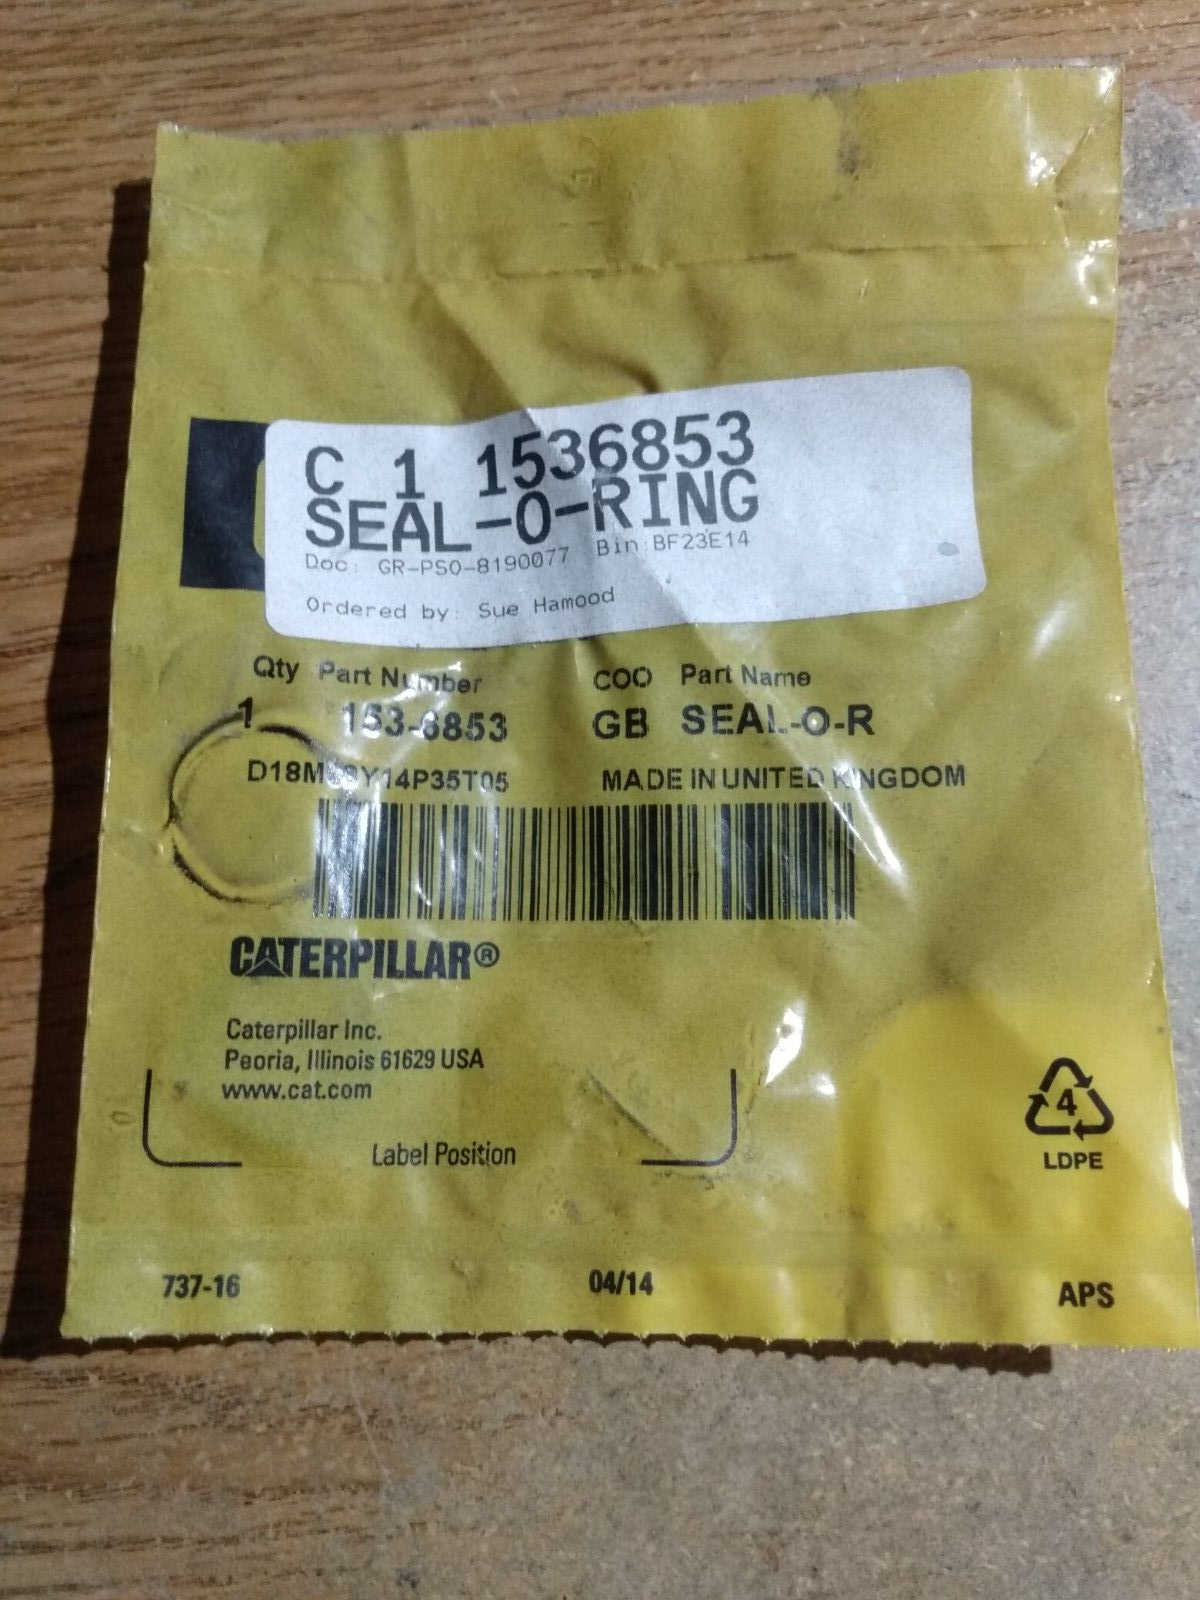 C 1 1536853
SEAL-O-RING
Doc: GR-PSO-8190077 Bin:BF23E14
Ordered by: Sue Hamood
Qty Part Number COO Part Name
1 153-6853 GB SEAL-O-R
MADE IN UNITED KINGDOM
CATERPILLAR®
Caterpillar Inc.
Peoria, Illinois 61629 USA
www.cat.com
Label Position
4
LDPE
737-16 04/14 APS